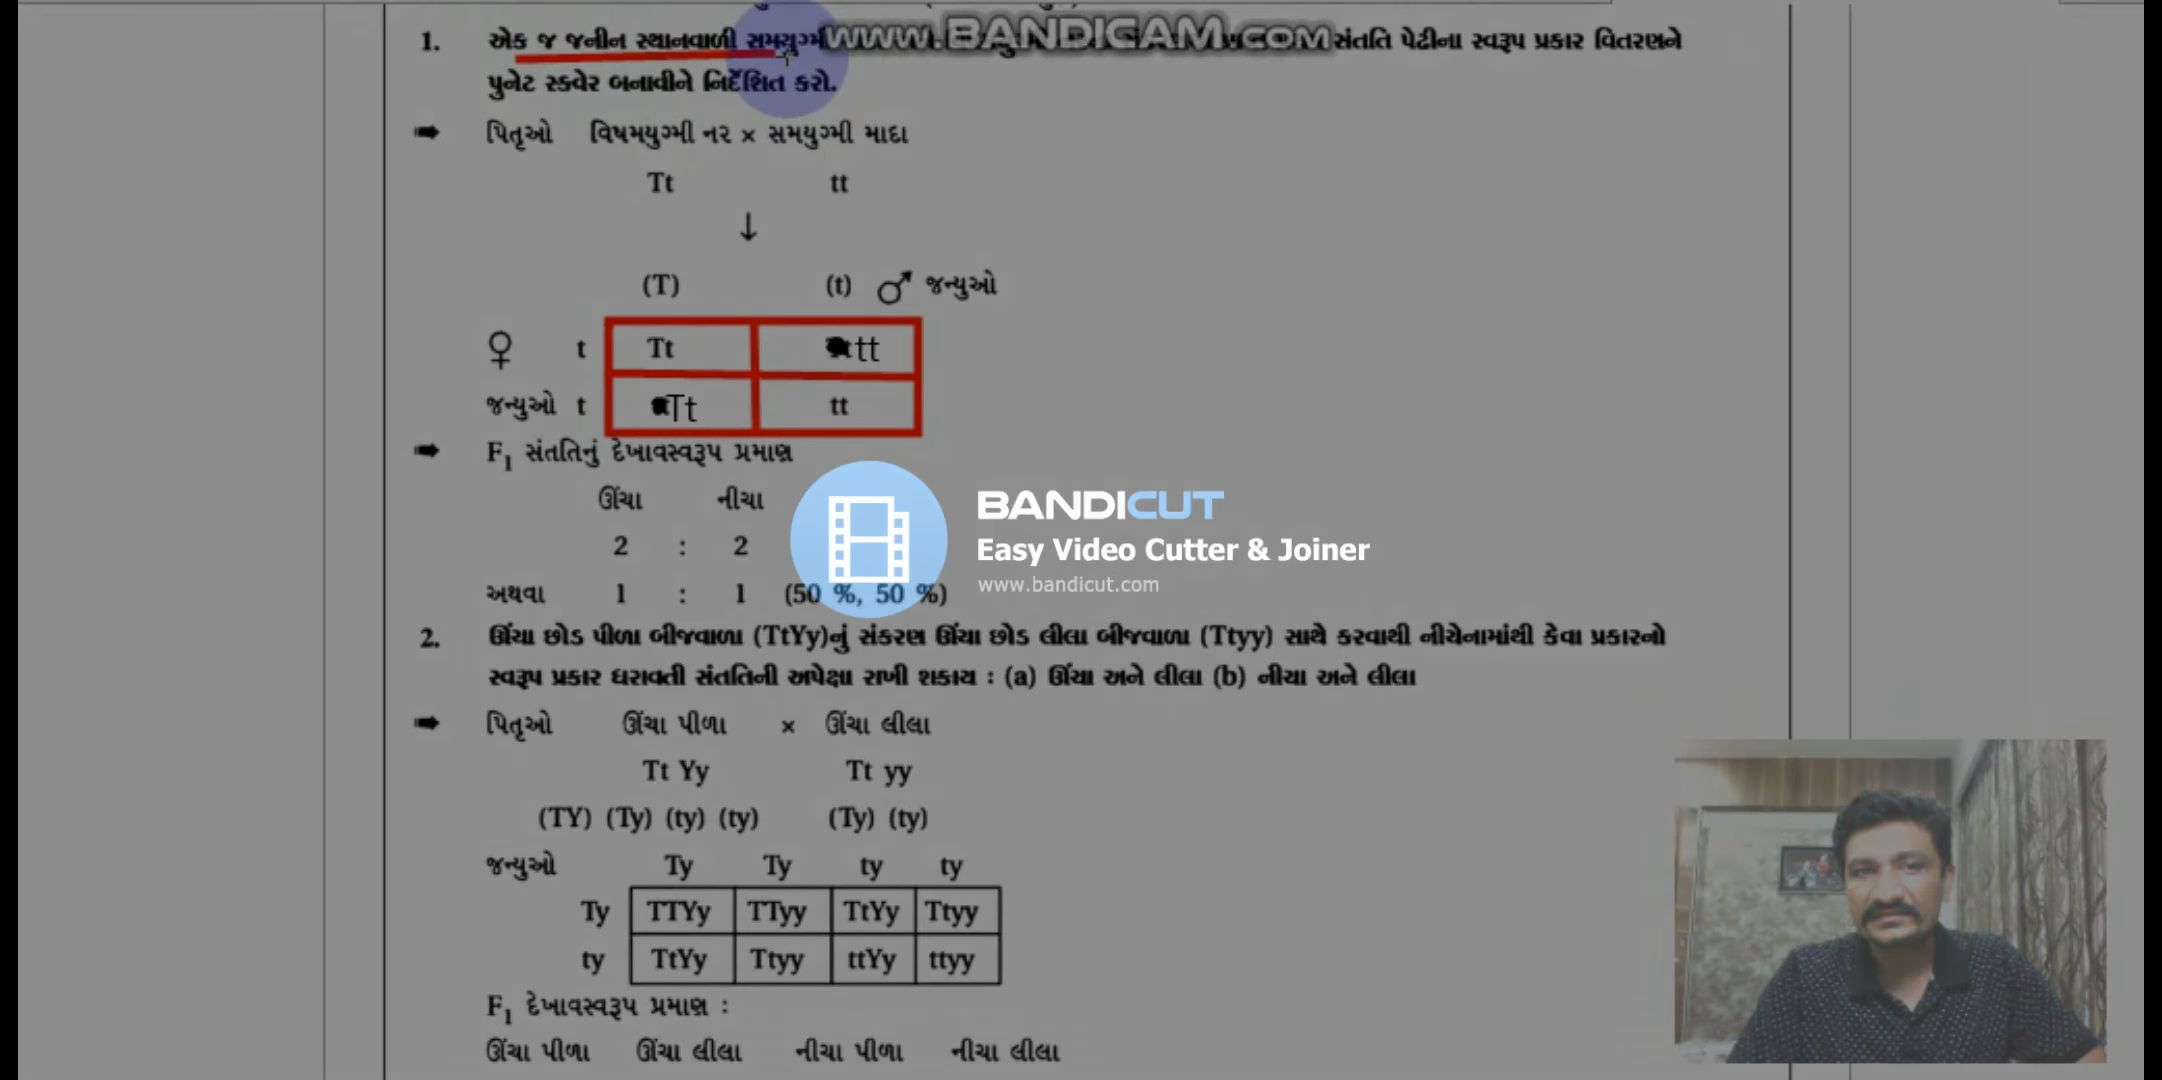 www.BANDICAM.com
1. એક જ જનીન સ્થાનવાળી સમયુગ્મી સંતતિ પેઢીના સ્વરૂપ પ્રકાર વિતરણને
પુનેટ સ્ક્વેર બનાવીને નિર્દેશિત કરો.
➡ પિતૃઓ વિષમયુગ્મી નર × સમયુગ્મી માદા
Tt tt
↓
(T) (t) ♂ જન્યુઓ
♀ t Tt tt
જન્યુઓ t Tt tt
➡ F1 સંતતિનું દેખાવસ્વરૂપ પ્રમાણ
ઊંચા નીચા
2 : 2
અથવા 1 : 1 (50 %, 50 %)
BANDICUT
Easy Video Cutter & Joiner
www.bandicut.com
2. ઊંચા છોડ પીળા બીજવાળા (TtYy)નું સંકરણ ઊંચા છોડ લીલા બીજવાળા (Ttyy) સાથે કરવાથી નીચેનામાંથી કેવા પ્રકારનો
સ્વરૂપ પ્રકાર ધરાવતી સંતતિની અપેક્ષા રાખી શકાય : (a) ઊંચા અને લીલા (b) નીચા અને લીલા
➡ પિતૃઓ ઊંચા પીળા × ઊંચા લીલા
Tt Yy Tt yy
(TY) (Ty) (ty) (ty) (Ty) (ty)
જન્યુઓ Ty Ty ty ty
Ty TTYy TTyy TtYy Ttyy
ty TtYy Ttyy ttYy ttyy
F1 દેખાવસ્વરૂપ પ્રમાણ :
ઊંચા પીળા ઊંચા લીલા નીચા પીળા નીચા લીલા